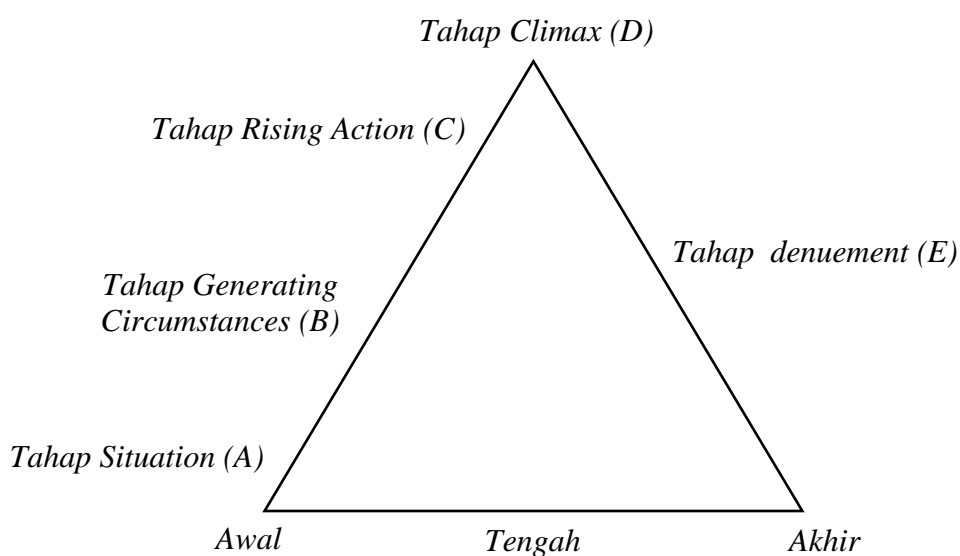 Tahap Climax (D)
Tahap Rising Action (C)
Tahap denuement (E)
Tahap Generating
Circumstances (B)
Tahap Situation (A)
Awal Tengah Akhir